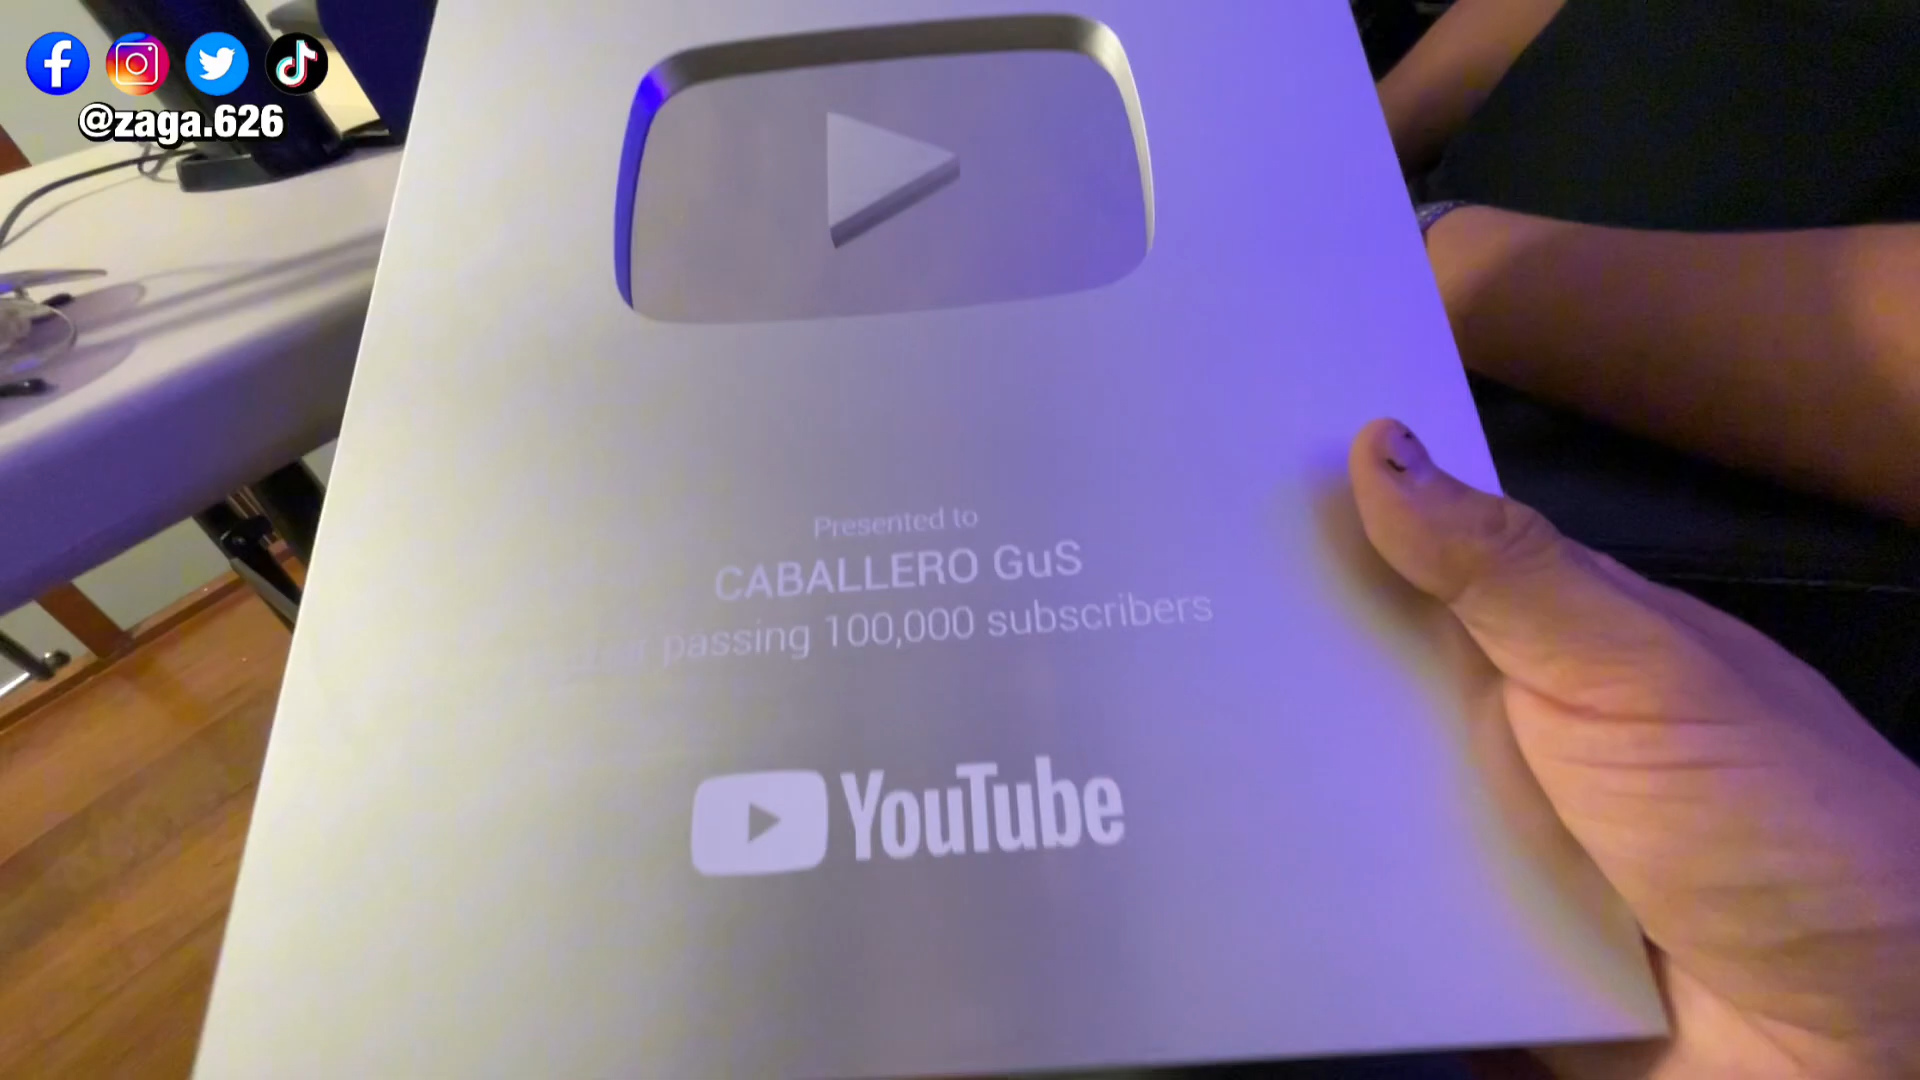 @zaga.626
Presented to
CABALLERO GuS
passing 100,000 subscribers
YouTube